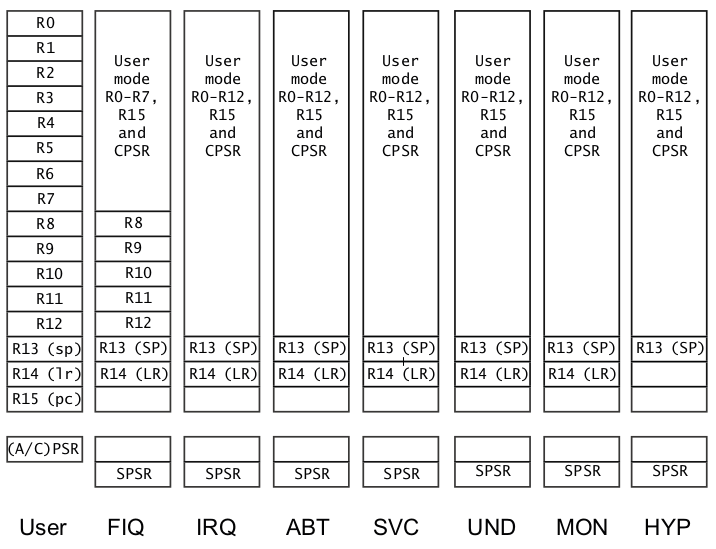 R0
R1
R2
R3
R4
R5
R6
R7
R8
R9
R10
R11
R12
R13 (sp)
R14 (lr)
R15 (pc)
(A/C)PSR
User
User
mode
R0-R7,
R15
and
CPSR
R8
R9
R10
R11
R12
R13 (SP)
R14 (LR)
SPSR
FIQ
User
mode
R0-R12,
R15
and
CPSR
R13 (SP)
R14 (LR)
SPSR
IRQ
User
mode
R0-R12,
R15
and
CPSR
R13 (SP)
R14 (LR)
SPSR
ABT
User
mode
R0-R12,
R15
and
CPSR
R13 (SP)
R14 (LR)
SPSR
SVC
User
mode
R0-R12,
R15
and
CPSR
R13 (SP)
R14 (LR)
SPSR
UND
User
mode
R0-R12,
R15
and
CPSR
R13 (SP)
R14 (LR)
SPSR
MON
User
mode
R0-R12,
R15
and
CPSR
R13 (SP)
SPSR
HYP